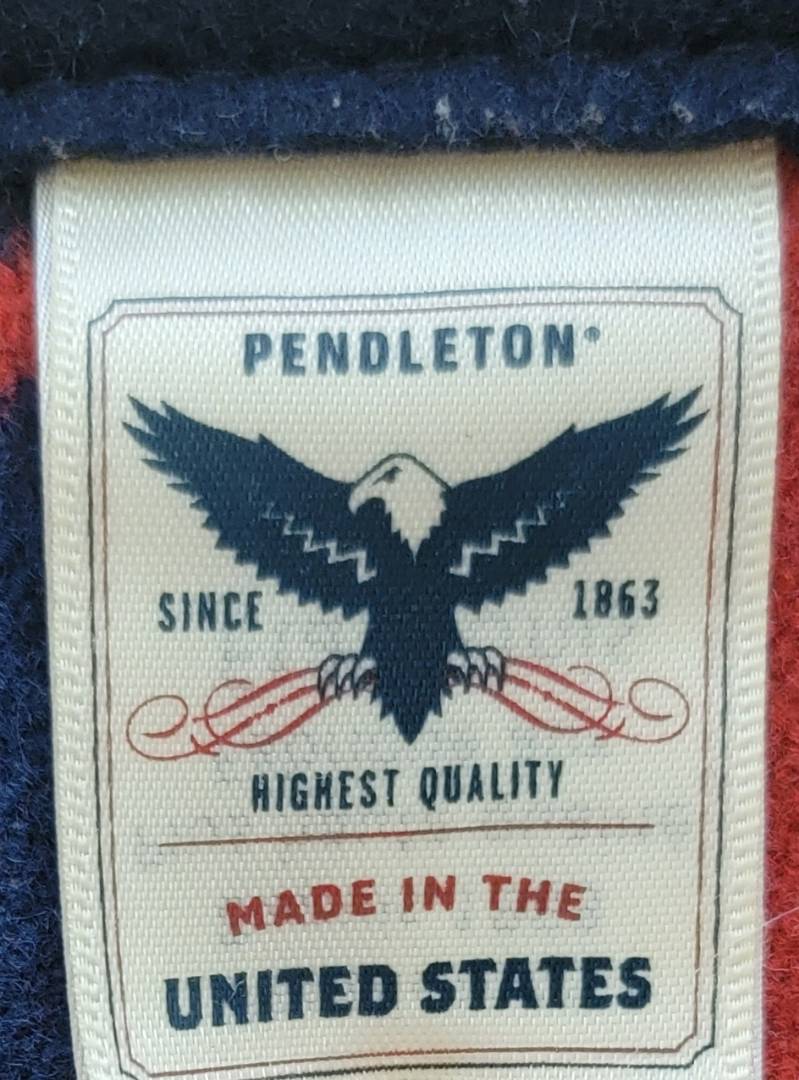 PENDLETON®
SINCE 1863
HIGHEST QUALITY
MADE IN THE
UNITED STATES